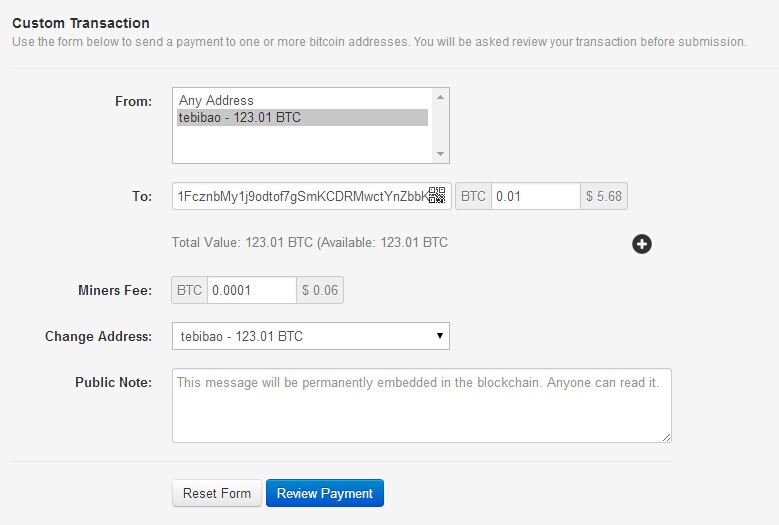 Custom Transaction
Use the form below to send a payment to one or more bitcoin addresses. You will be asked review your transaction before submission.
From:
Any Address
tebibao - 123.01 BTC
To: 1FcznbMy1j9odtof7gSmKCDRMwctYnZbbK BTC 0.01 $ 5.68
Total Value: 123.01 BTC (Available: 123.01 BTC
Miners Fee: BTC 0.0001 $ 0.06
Change Address: tebibao - 123.01 BTC
Public Note: This message will be permanently embedded in the blockchain. Anyone can read it.
Reset Form Review Payment